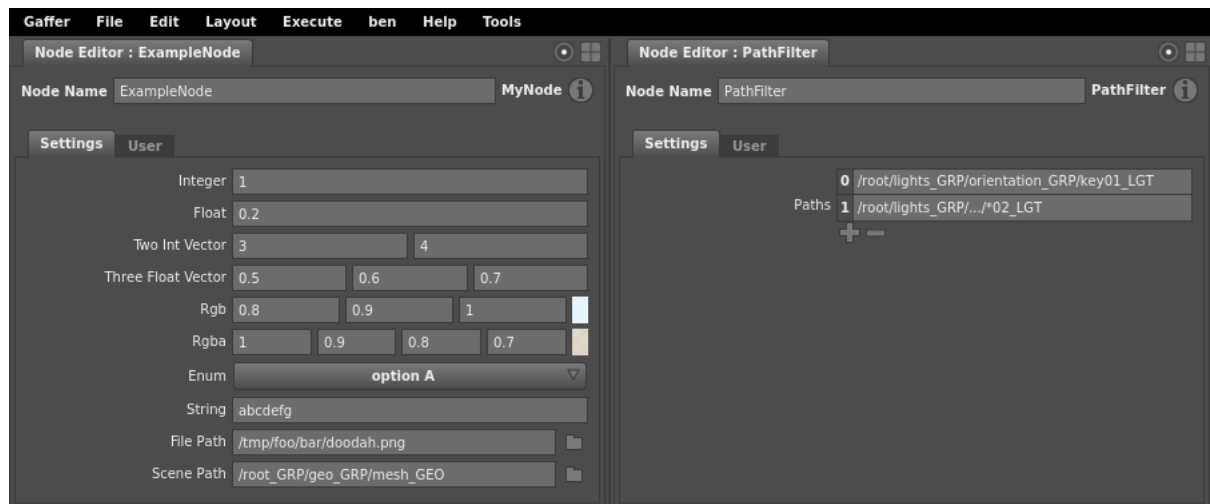 Gaffer File Edit Layout Execute ben Help Tools
Node Editor : ExampleNode
Node Name ExampleNode MyNode
Settings User
Integer 1
Float 0.2
Two Int Vector 3 4
Three Float Vector 0.5 0.6 0.7
Rgb 0.8 0.9 1
Rgba 1 0.9 0.8 0.7
Enum option A
String abcdefg
File Path /tmp/foo/bar/doodah.png
Scene Path /root_GRP/geo_GRP/mesh_GEO
Node Editor : PathFilter
Node Name PathFilter PathFilter
Settings User
0 /root/lights_GRP/orientation_GRP/key01_LGT
Paths 1 /root/lights_GRP/.../*02_LGT